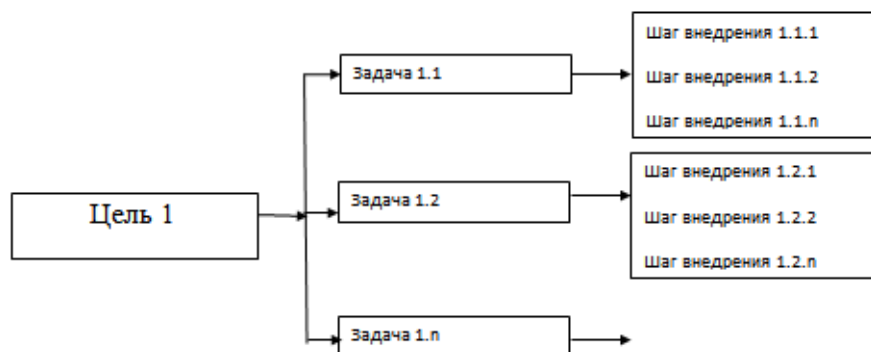 Цель 1
Задача 1.1
Шаг внедрения 1.1.1
Шаг внедрения 1.1.2
Шаг внедрения 1.1.n
Задача 1.2
Шаг внедрения 1.2.1
Шаг внедрения 1.2.2
Шаг внедрения 1.2.n
Задача 1.n